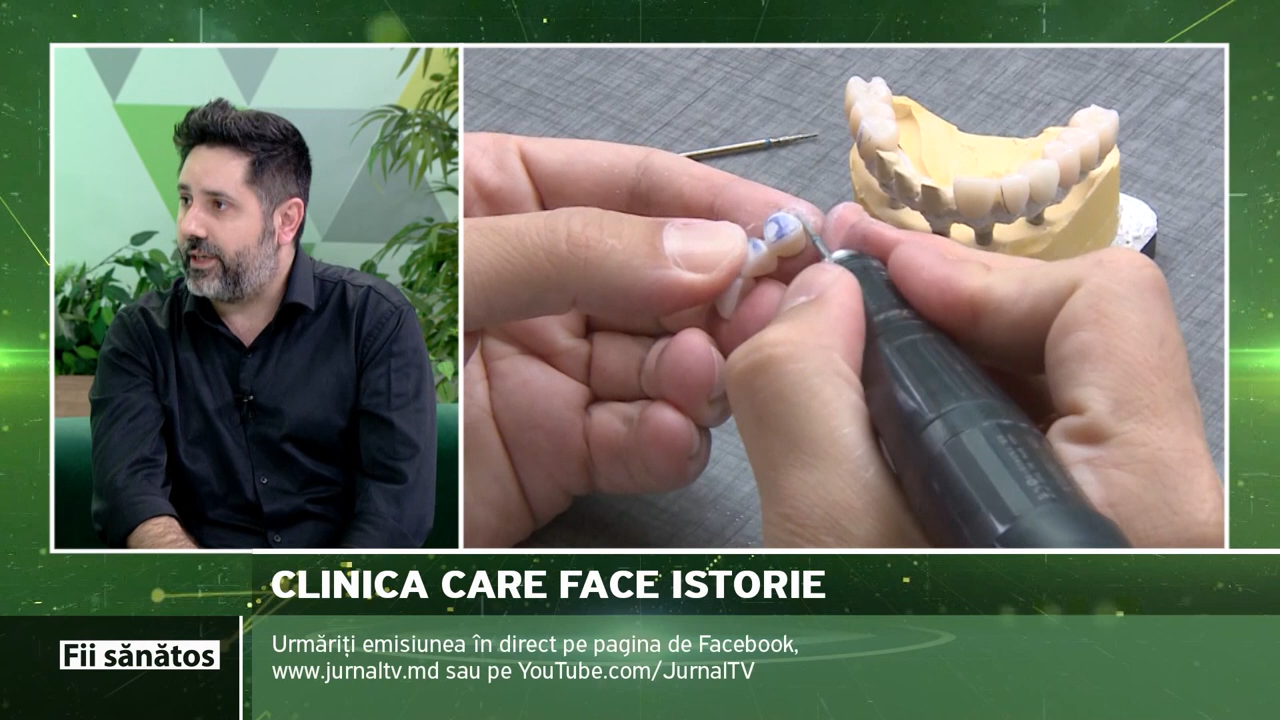 CLINICA CARE FACE ISTORIE
Fii sănătos
Urmăriți emisiunea în direct pe pagina de Facebook,
www.jurnaltv.md sau pe YouTube.com/JurnalTV